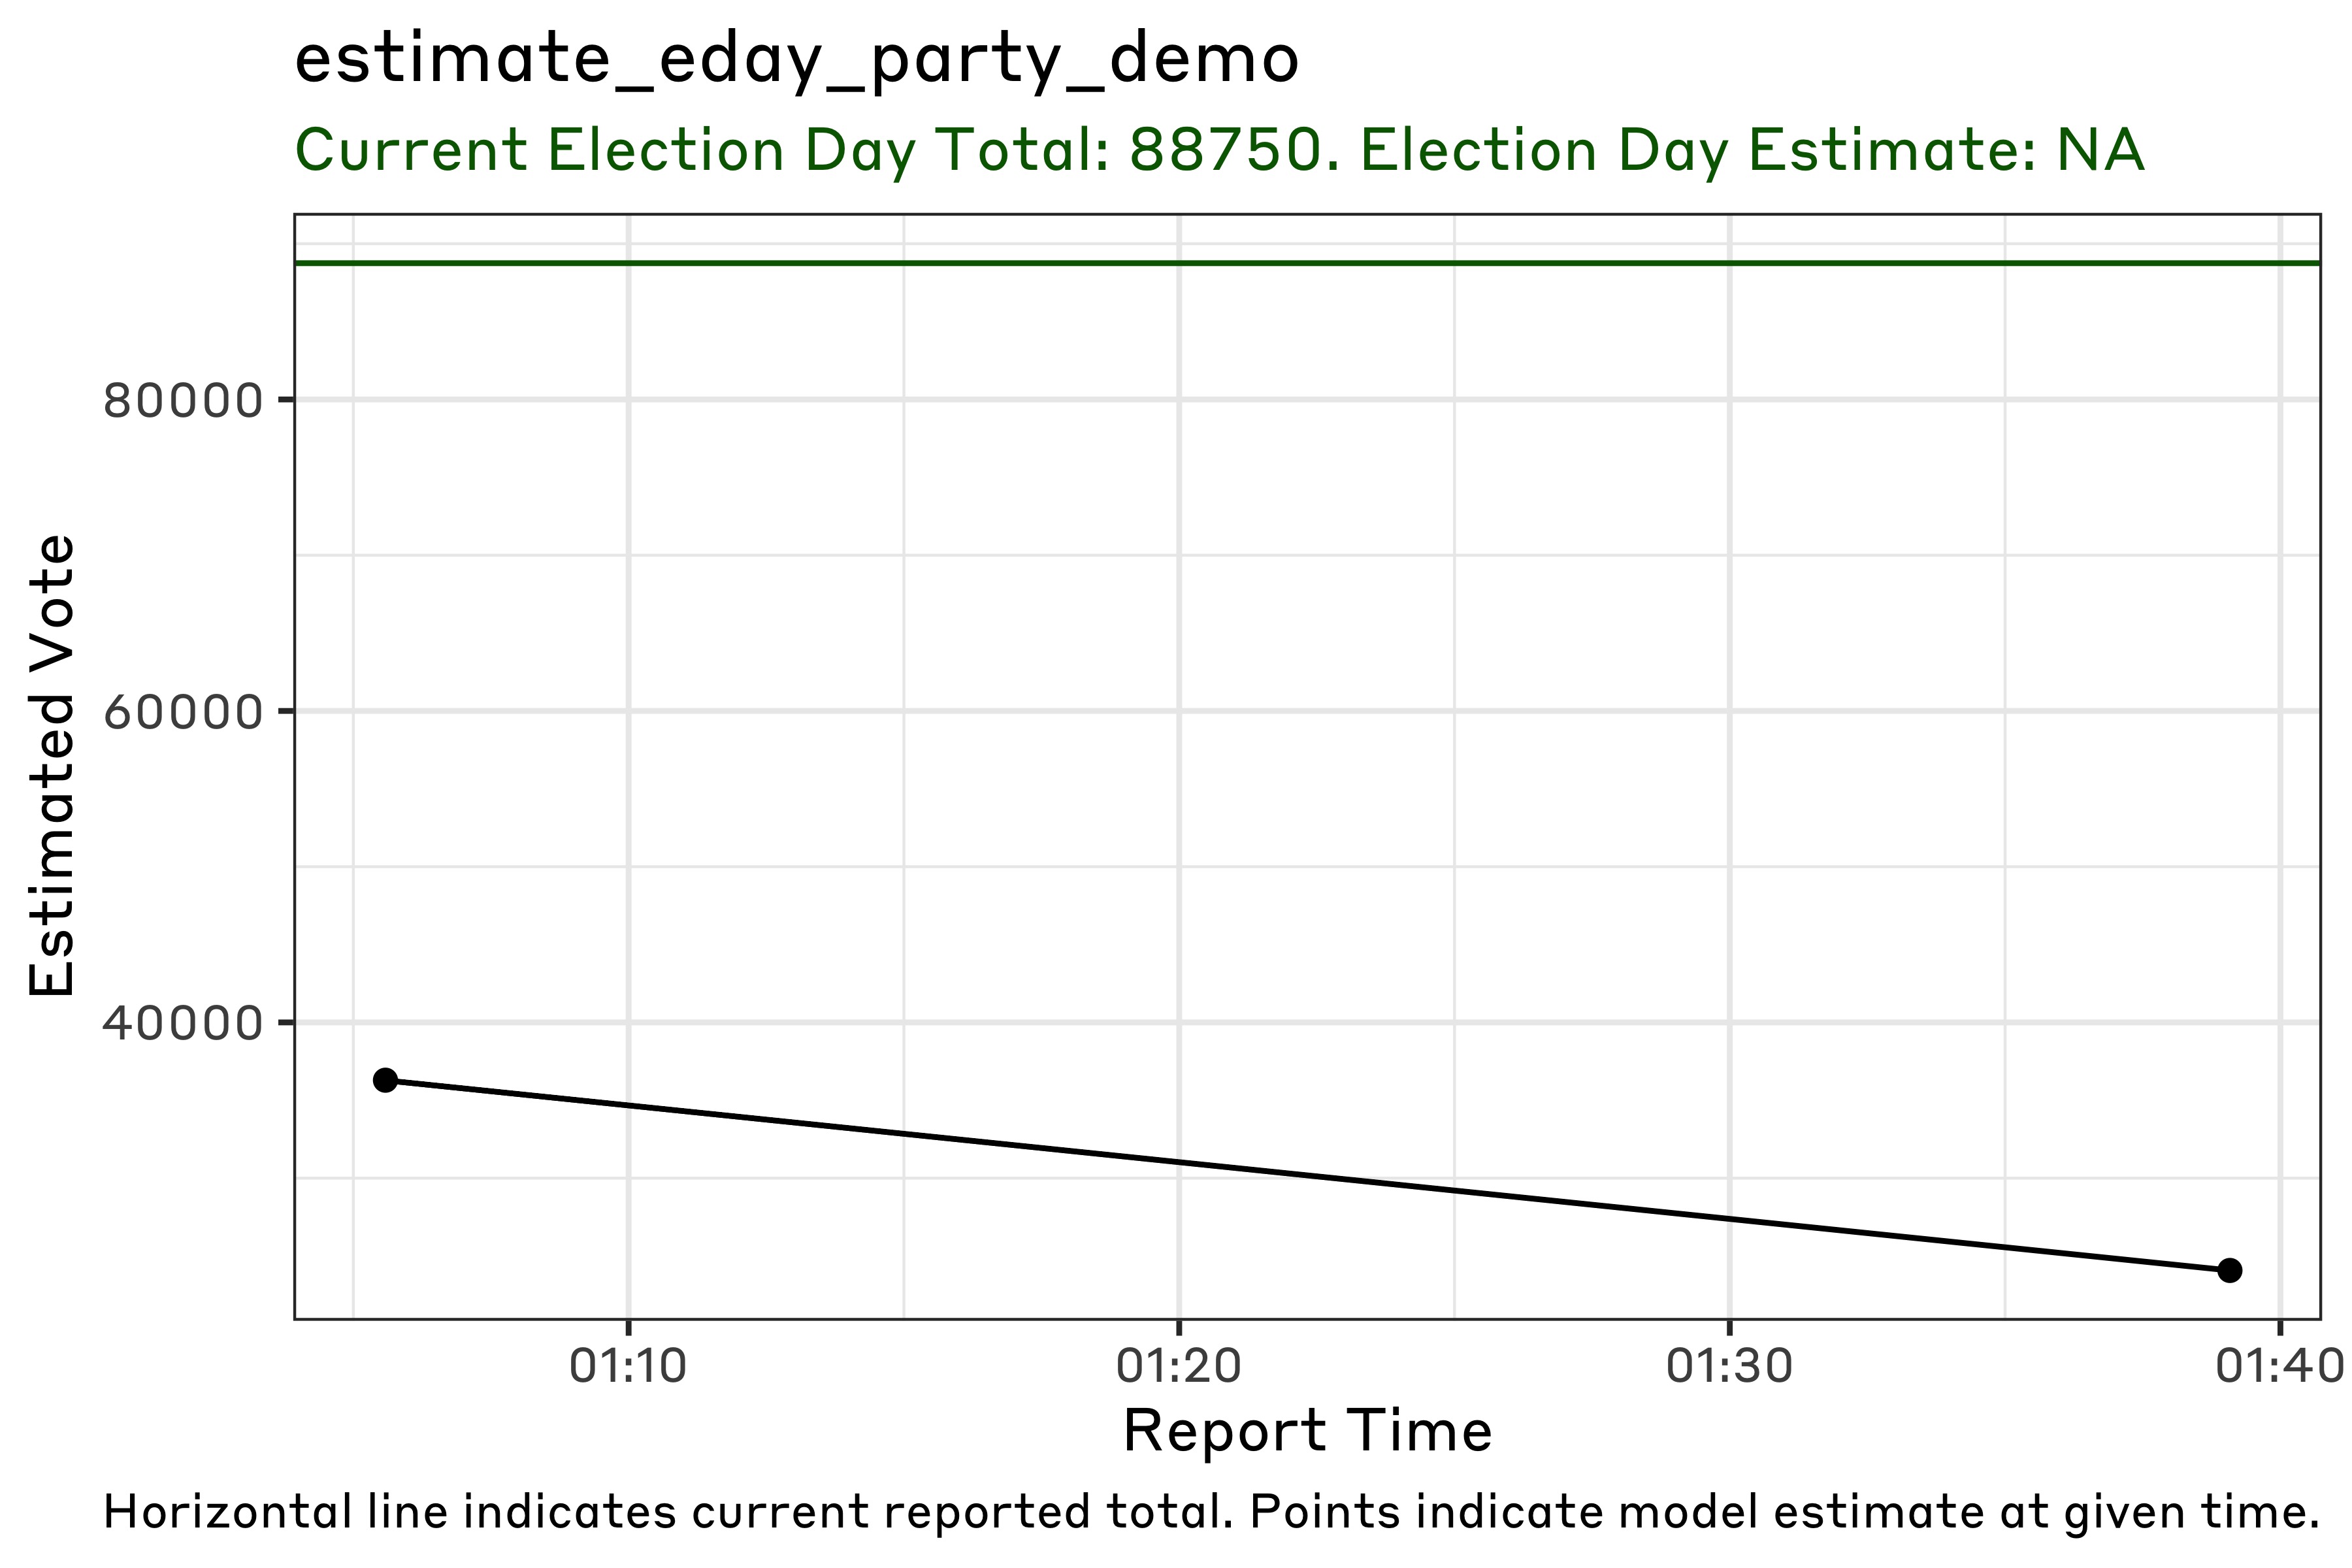 estimate_eday_party_demo
Current Election Day Total: 88750. Election Day Estimate: NA
Estimated Vote
80000
60000
40000
01:10 01:20 01:30 01:40
Report Time
Horizontal line indicates current reported total. Points indicate model estimate at given time.